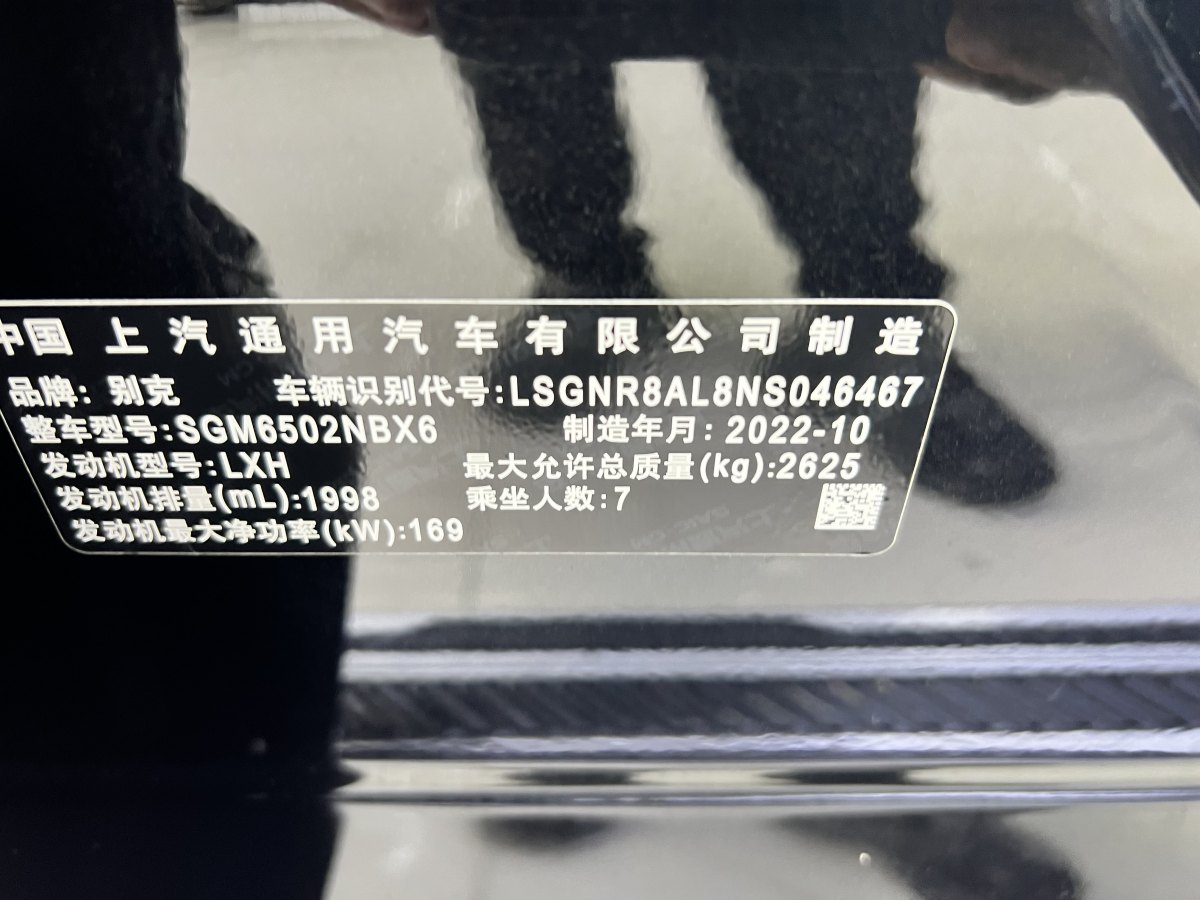 中国 上汽通用汽车有限公司制造
品牌: 别克 车辆识别代号:LSGNR8AL8NS046467
整车型号:SGM6502NBX6 制造年月: 2022-10
发动机型号:LXH 最大允许总质量(kg):2625
发动机排量(mL):1998 乘坐人数:7
发动机最大净功率(kW):169